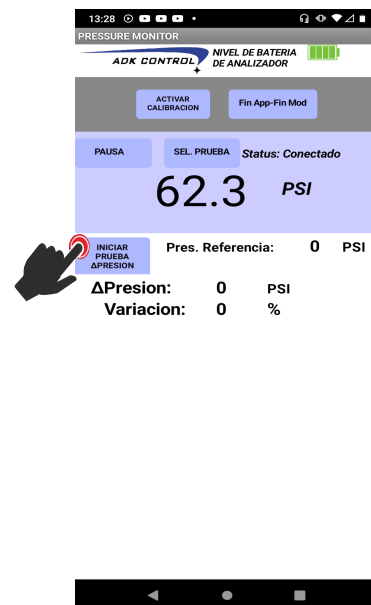 13:28
PRESSURE MONITOR
ADK CONTROL
NIVEL DE BATERIA
DE ANALIZADOR
ACTIVAR
CALIBRACION
Fin App-Fin Mod
PAUSA
SEL. PRUEBA
Status: Conectado
62.3 PSI
INICIAR
PRUEBA
ΔPRESION
Pres. Referencia: 0 PSI
ΔPresion: 0 PSI
Variacion: 0 %